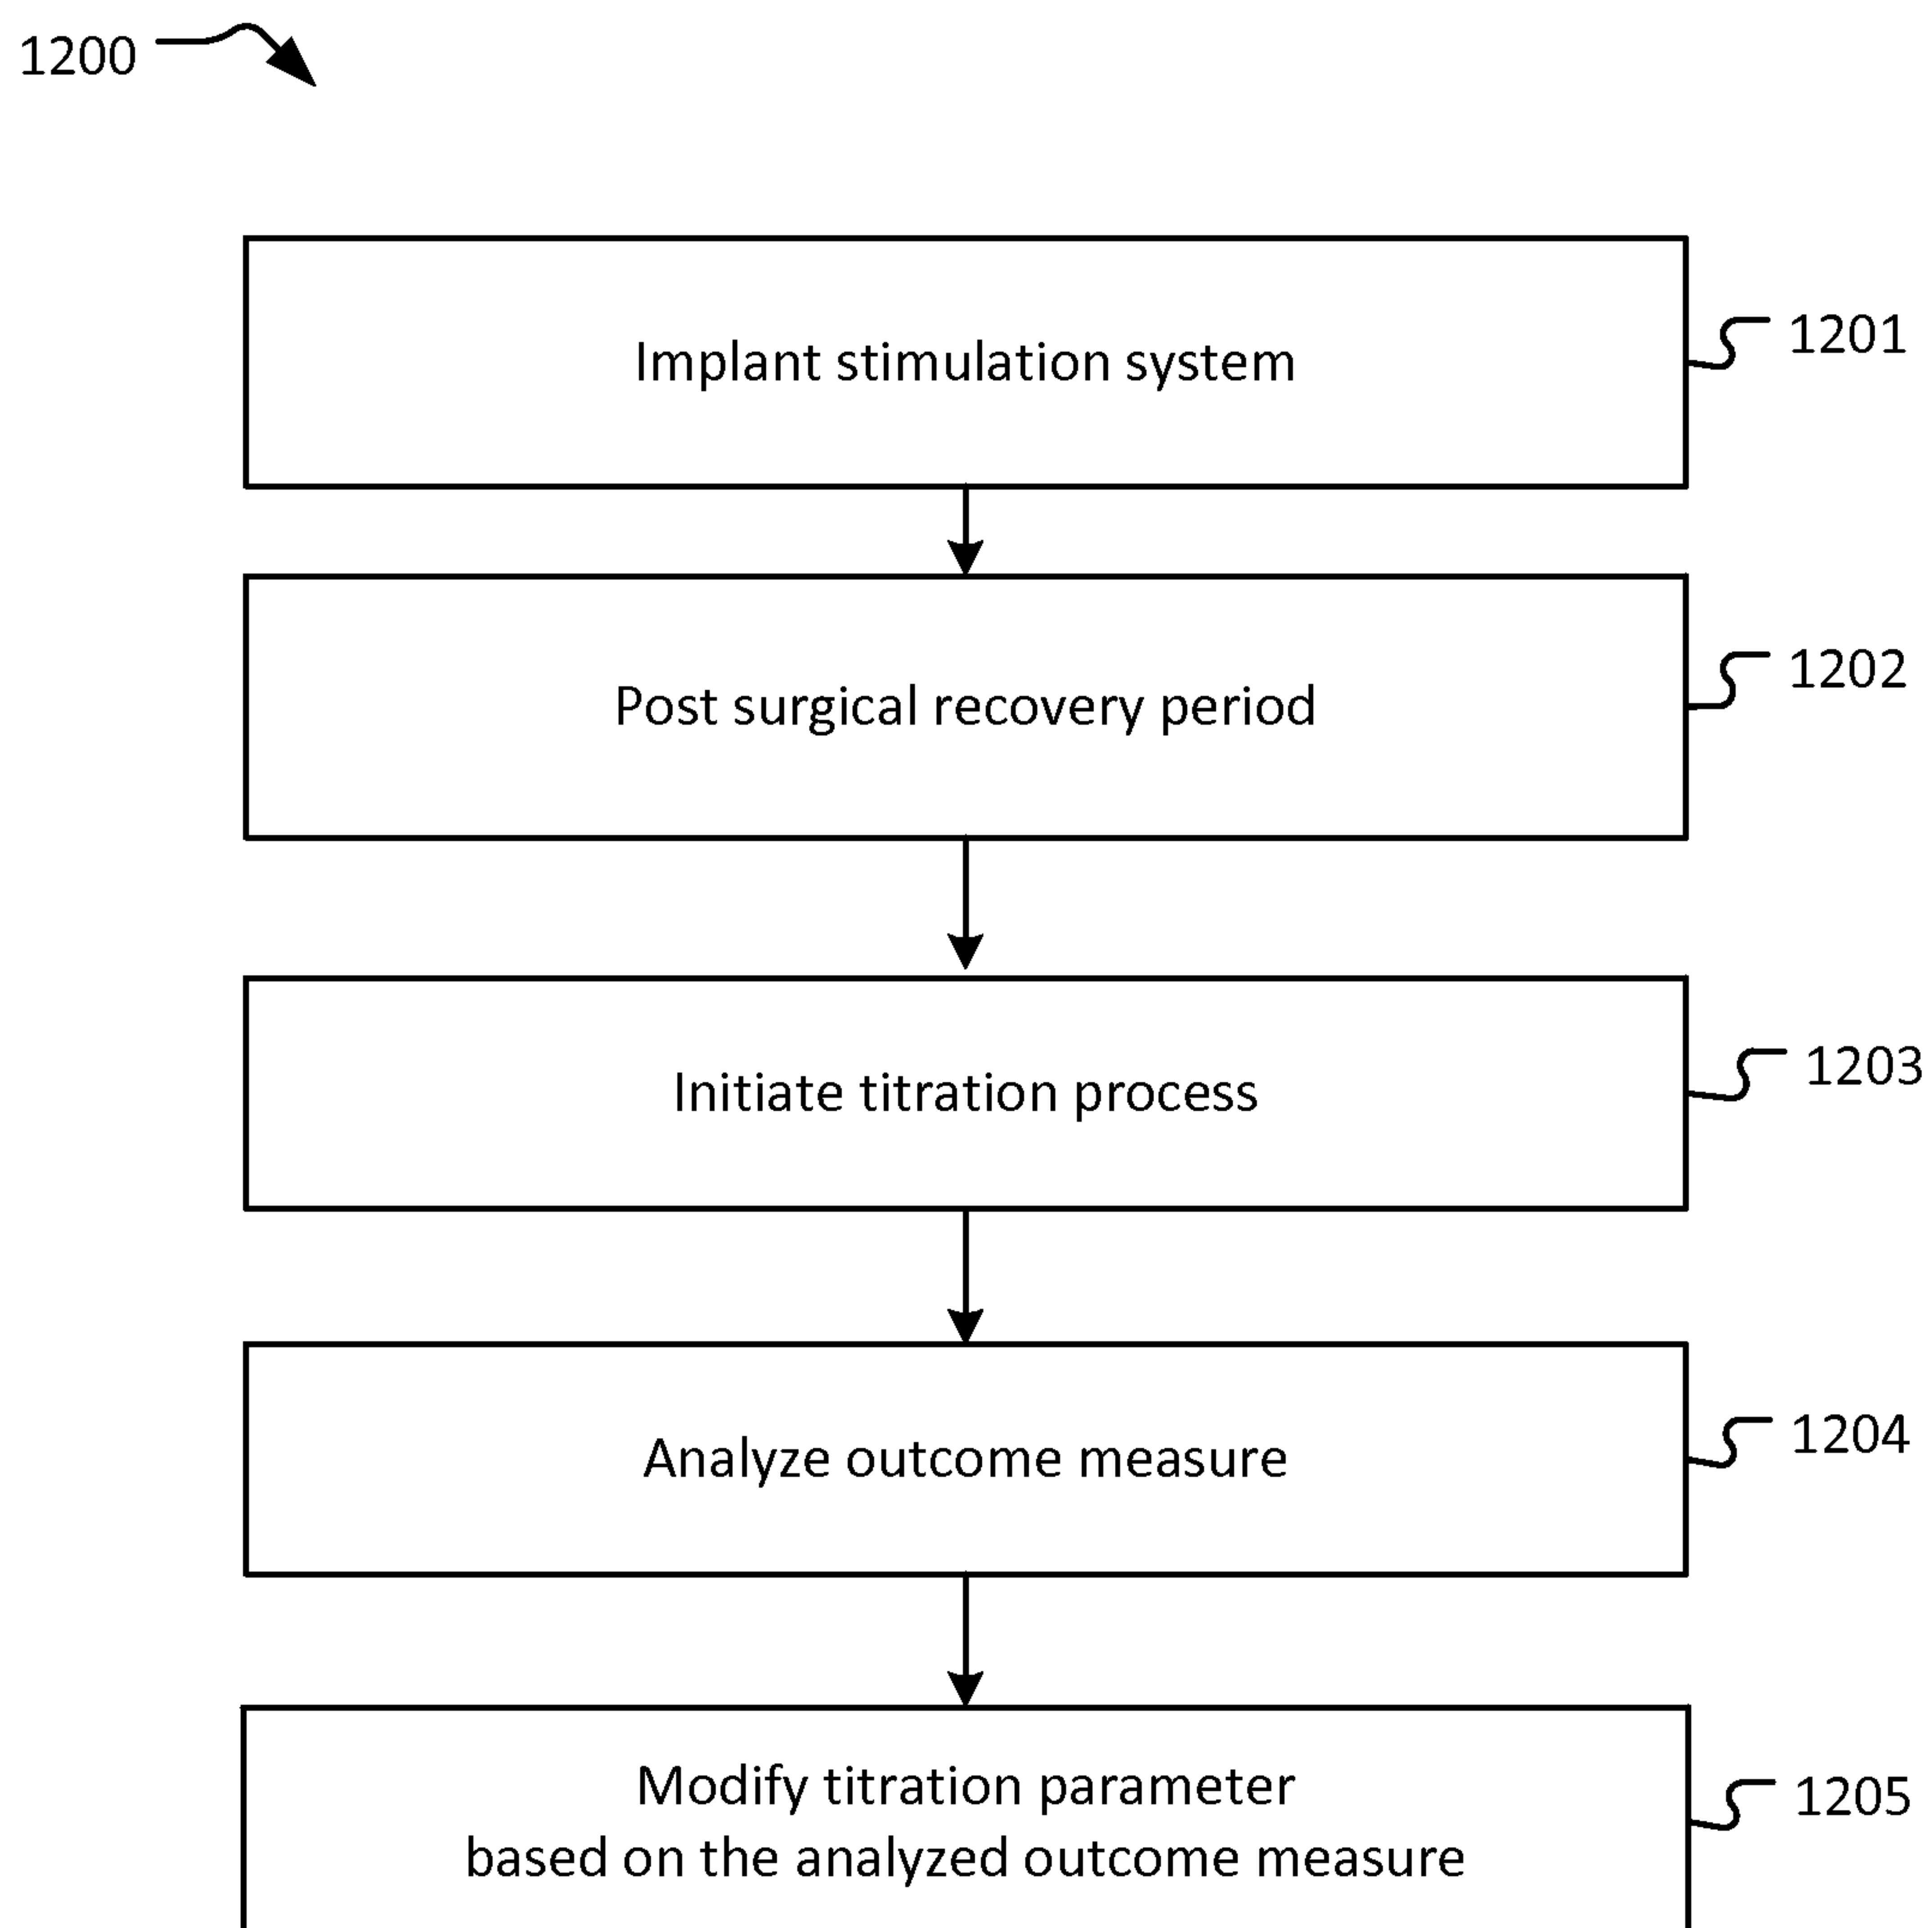 1200
Implant stimulation system
1201
Post surgical recovery period
1202
Initiate titration process
1203
Analyze outcome measure
1204
Modify titration parameter
based on the analyzed outcome measure
1205